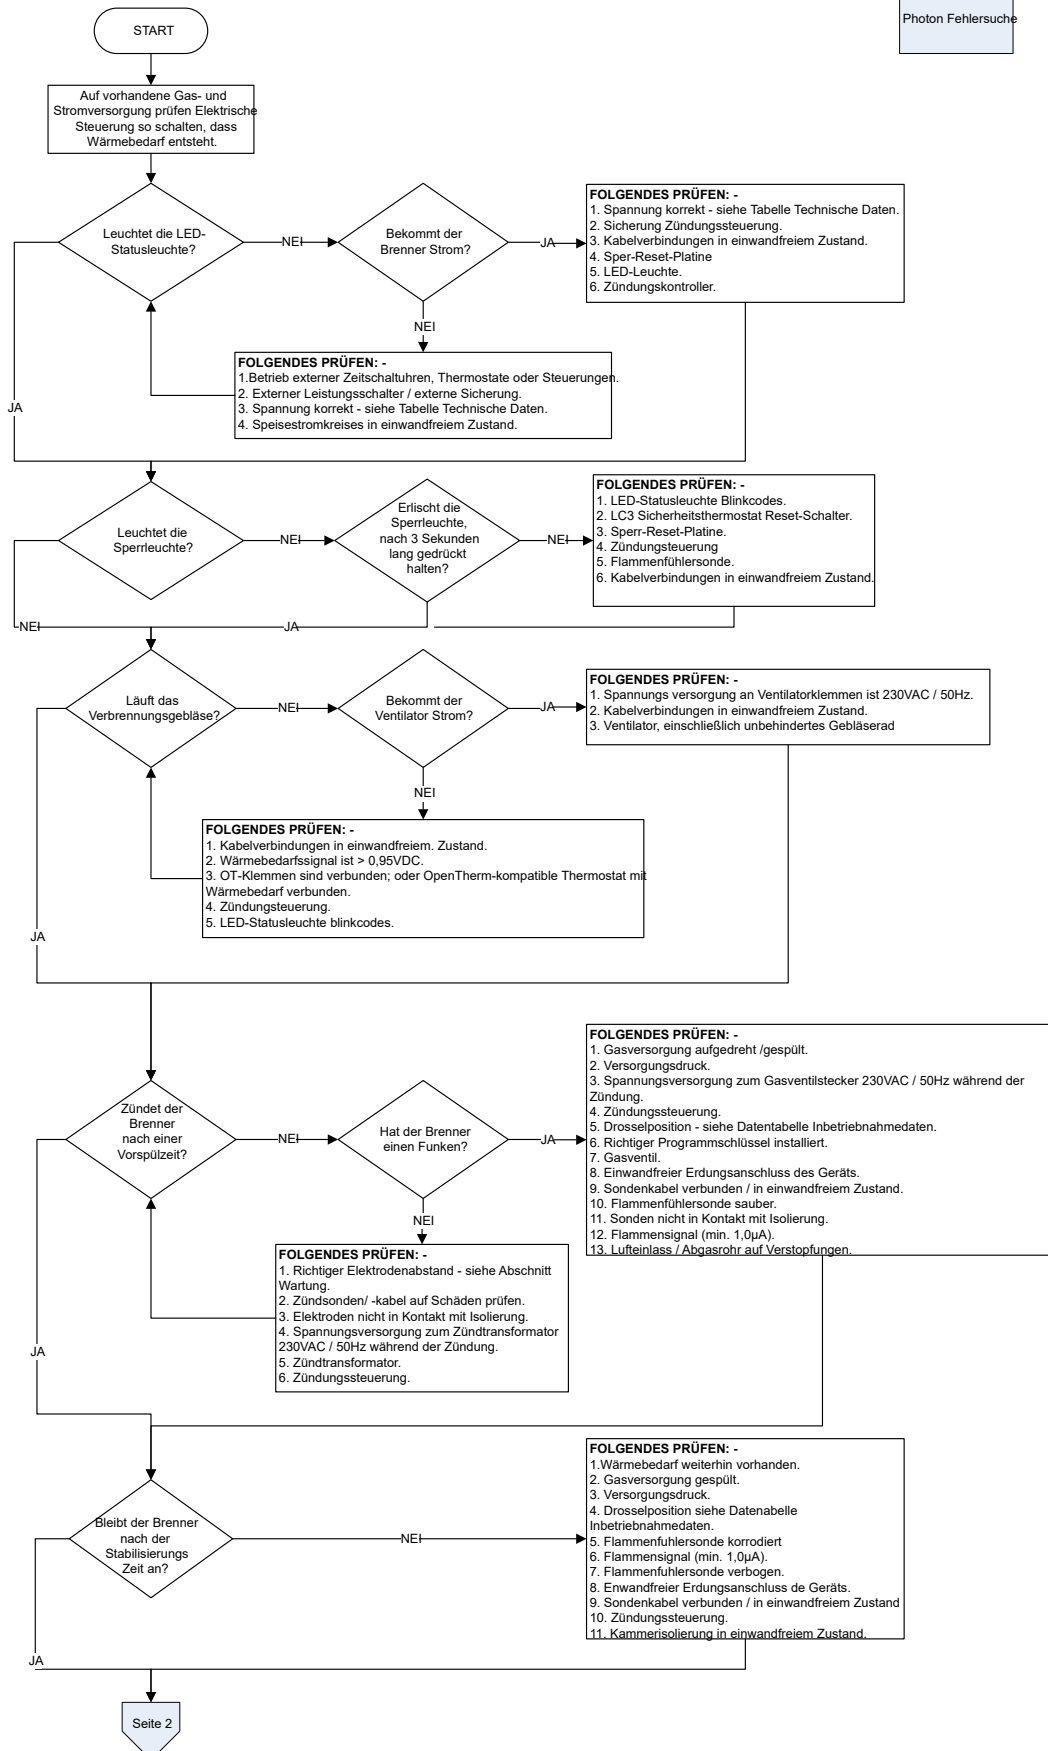 Photon Fehlersuche
START
Auf vorhandene Gas- und
Stromversorgung prüfen Elektrische
Steuerung so schalten, dass
Wärmebedarf entsteht.
Leuchtet die LED-
Statusleuchte?
NEI
Bekommt der
Brenner Strom?
JA
FOLGENDES PRÜFEN: -
1. Spannung korrekt - siehe Tabelle Technische Daten.
2. Sicherung Zündungssteuerung.
3. Kabelverbindungen in einwandfreiem Zustand.
4. Sper-Reset-Platine
5. LED-Leuchte.
6. Zündungskontroller.
NEI
FOLGENDES PRÜFEN: -
1.Betrieb externer Zeitschaltuhren, Thermostate oder Steuerungen.
2. Externer Leistungsschalter / externe Sicherung.
3. Spannung korrekt - siehe Tabelle Technische Daten.
4. Speisestromkreises in einwandfreiem Zustand.
JA
Leuchtet die
Sperrleuchte?
NEI
Erlischt die
Sperrleuchte,
nach 3 Sekunden
lang gedrückt
halten?
NEI
FOLGENDES PRÜFEN: -
1. LED-Statusleuchte Blinkcodes.
2. LC3 Sicherheitsthermostat Reset-Schalter.
3. Sperr-Reset-Platine.
4. Zündungsteuerung
5. Flammenfühlersonde.
6. Kabelverbindungen in einwandfreiem Zustand.
NEI
JA
Läuft das
Verbrennungsgebläse?
NEI
Bekommt der
Ventilator Strom?
JA
FOLGENDES PRÜFEN: -
1. Spannungs versorgung an Ventilatorklemmen ist 230VAC / 50Hz.
2. Kabelverbindungen in einwandfreiem Zustand.
3. Ventilator, einschließlich unbehindertes Gebläserad
NEI
FOLGENDES PRÜFEN: -
1. Kabelverbindungen in einwandfreiem. Zustand.
2. Wärmebedarfssignal ist > 0,95VDC.
3. OT-Klemmen sind verbunden; oder OpenTherm-kompatible Thermostat mit
Wärmebedarf verbunden.
4. Zündungsteuerung.
5. LED-Statusleuchte blinkcodes.
JA
Zündet der
Brenner
nach einer
Vorspülzeit?
NEI
Hat der Brenner
einen Funken?
JA
FOLGENDES PRÜFEN: -
1. Gasversorgung aufgedreht /gespült.
2. Versorgungsdruck.
3. Spannungsversorgung zum Gasventilstecker 230VAC / 50Hz während der
Zündung.
4. Zündungssteuerung.
5. Drosselposition - siehe Datentabelle Inbetriebnahmedaten.
6. Richtiger Programmschlüssel installiert.
7. Gasventil.
8. Einwandfreier Erdungsanschluss des Geräts.
9. Sondenkabel verbunden / in einwandfreiem Zustand.
10. Flammenfühlersonde sauber.
11. Sonden nicht in Kontakt mit Isolierung.
12. Flammensignal (min. 1,0µA).
13. Lufteinlass / Abgasrohr auf Verstopfungen.
NEI
FOLGENDES PRÜFEN: -
1. Richtiger Elektrodenabstand - siehe Abschnitt
Wartung.
2. Zündsonden/ -kabel auf Schäden prüfen.
3. Elektroden nicht in Kontakt mit Isolierung.
4. Spannungsversorgung zum Zündtransformator
230VAC / 50Hz während der Zündung.
5. Zündtransformator.
6. Zündungssteuerung.
JA
Bleibt der Brenner
nach der
Stabilisierungs
Zeit an?
NEI
FOLGENDES PRÜFEN: -
1.Wärmebedarf weiterhin vorhanden.
2. Gasversorgung gespült.
3. Versorgungsdruck.
4. Drosselposition siehe Datenabelle
Inbetriebnahmedaten.
5. Flammenfuhlersonde korrodiert
6. Flammensignal (min. 1,0µA).
7. Flammenfuhlersonde verbogen.
8. Enwandfreier Erdungsanschluss de Geräts.
9. Sondenkabel verbunden / in einwandfreiem Zustand
10. Zündungssteuerung.
11. Kammerisolierung in einwandfreiem Zustand.
JA
Seite 2